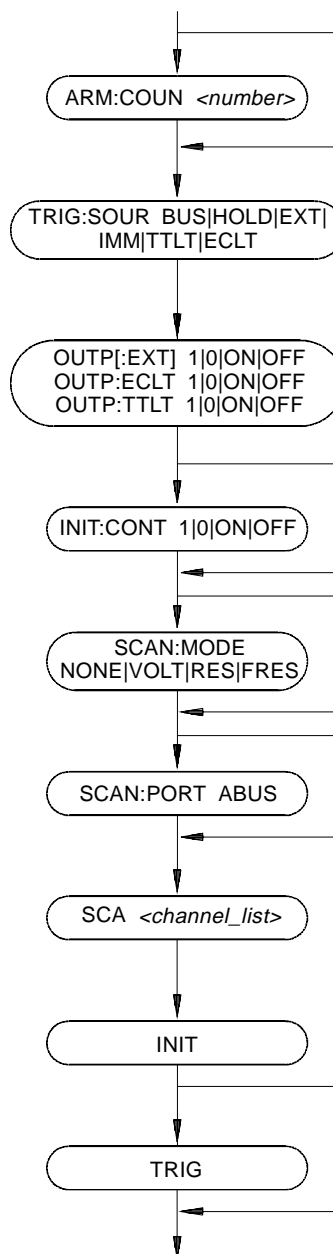 ARM:COUN <number>
TRIG:SOUR BUS|HOLD|EXT|
IMM|TTLT|ECLT
OUTP[:EXT] 1|0|ON|OFF
OUTP:ECLT 1|0|ON|OFF
OUTP:TTLT 1|0|ON|OFF
INIT:CONT 1|0|ON|OFF
SCAN:MODE
NONE|VOLT|RES|FRES
SCAN:PORT ABUS
SCA <channel_list>
INIT
TRIG